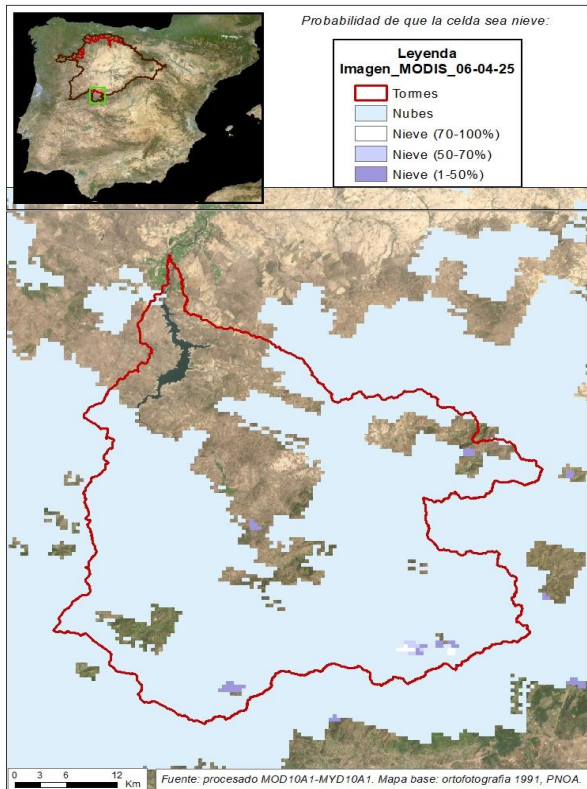 Probabilidad de que la celda sea nieve:
Leyenda
Imagen_MODIS_06-04-25
Tormes
Nubes
Nieve (70-100%)
Nieve (50-70%)
Nieve (1-50%)
0 3 6 12
Km
Fuente: procesado MOD10A1-MYD10A1. Mapa base: ortofotografia 1991, PNOA.